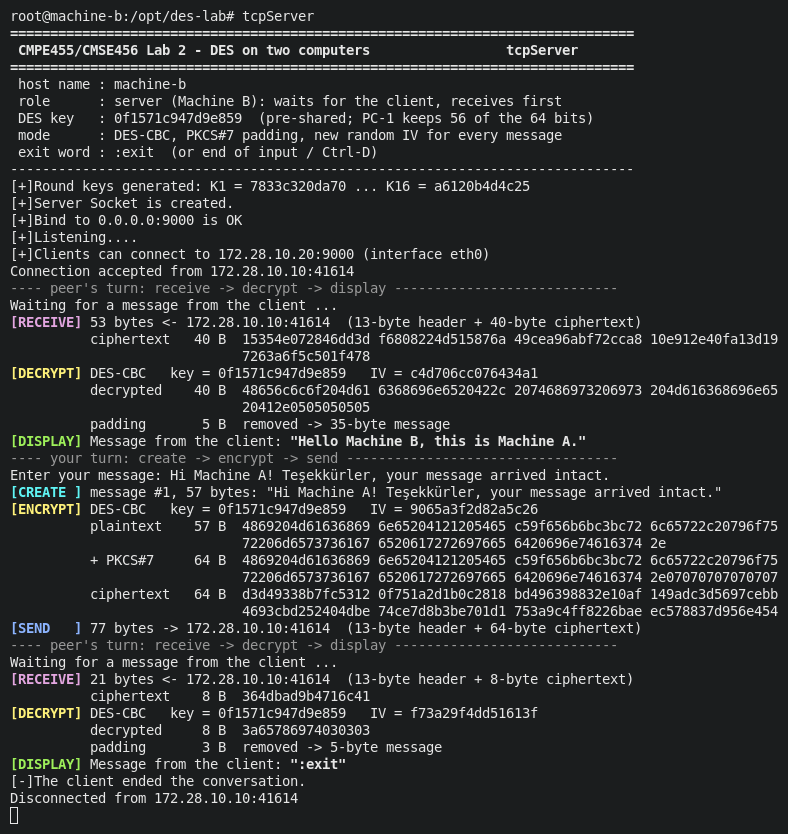 root@machine-b:/opt/des-lab# tcpServer
==============================================================================
 CMPE455/CMSE456 Lab 2 - DES on two computers                 tcpServer
==============================================================================
 host name : machine-b
 role      : server (Machine B): waits for the client, receives first
 DES key   : 0f1571c947d9e859  (pre-shared; PC-1 keeps 56 of the 64 bits)
 mode      : DES-CBC, PKCS#7 padding, new random IV for every message
 exit word : :exit  (or end of input / Ctrl-D)
------------------------------------------------------------------------------
[+]Round keys generated: K1 = 7833c320da70 ... K16 = a6120b4d4c25
[+]Server Socket is created.
[+]Bind to 0.0.0.0:9000 is OK
[+]Listening....
[+]Clients can connect to 172.28.10.20:9000 (interface eth0)
Connection accepted from 172.28.10.10:41614
---- peer's turn: receive -> decrypt -> display ----------------------------
Waiting for a message from the client ...
[RECEIVE] 53 bytes <- 172.28.10.10:41614  (13-byte header + 40-byte ciphertext)
          ciphertext   40 B  15354e072846dd3d f6808224d515876a 49cea96abf72cca8 10e912e40fa13d19
                             7263a6f5c501f478
[DECRYPT] DES-CBC   key = 0f1571c947d9e859   IV = c4d706cc076434a1
          decrypted    40 B  48656c6c6f204d61 6368696e6520422c 2074686973206973 204d616368696e65
                             20412e0505050505
          padding       5 B  removed -> 35-byte message
[DISPLAY] Message from the client: "Hello Machine B, this is Machine A."
---- your turn: create -> encrypt -> send ----------------------------------
Enter your message: Hi Machine A! Teşekkürler, your message arrived intact.
[CREATE ] message #1, 57 bytes: "Hi Machine A! Teşekkürler, your message arrived intact."
[ENCRYPT] DES-CBC   key = 0f1571c947d9e859   IV = 9065a3f2d82a5c26
          plaintext    57 B  4869204d61636869 6e65204121205465 c59f656b6bc3bc72 6c65722c20796f75
                             72206d6573736167 6520617272697665 6420696e74616374 2e
          + PKCS#7     64 B  4869204d61636869 6e65204121205465 c59f656b6bc3bc72 6c65722c20796f75
                             72206d6573736167 6520617272697665 6420696e74616374 2e07070707070707
          ciphertext   64 B  d3d49338b7fc5312 0f751a2d1b0c2818 bd496398832e10af 149adc3d5697cebb
                             4693cbd252404dbe 74ce7d8b3be701d1 753a9c4ff8226bae ec578837d956e454
[SEND   ] 77 bytes -> 172.28.10.10:41614  (13-byte header + 64-byte ciphertext)
---- peer's turn: receive -> decrypt -> display ----------------------------
Waiting for a message from the client ...
[RECEIVE] 21 bytes <- 172.28.10.10:41614  (13-byte header + 8-byte ciphertext)
          ciphertext    8 B  364dbad9b4716c41
[DECRYPT] DES-CBC   key = 0f1571c947d9e859   IV = f73a29f4dd51613f
          decrypted     8 B  3a65786974030303
          padding       3 B  removed -> 5-byte message
[DISPLAY] Message from the client: ":exit"
[-]The client ended the conversation.
Disconnected from 172.28.10.10:41614